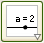 a = 2